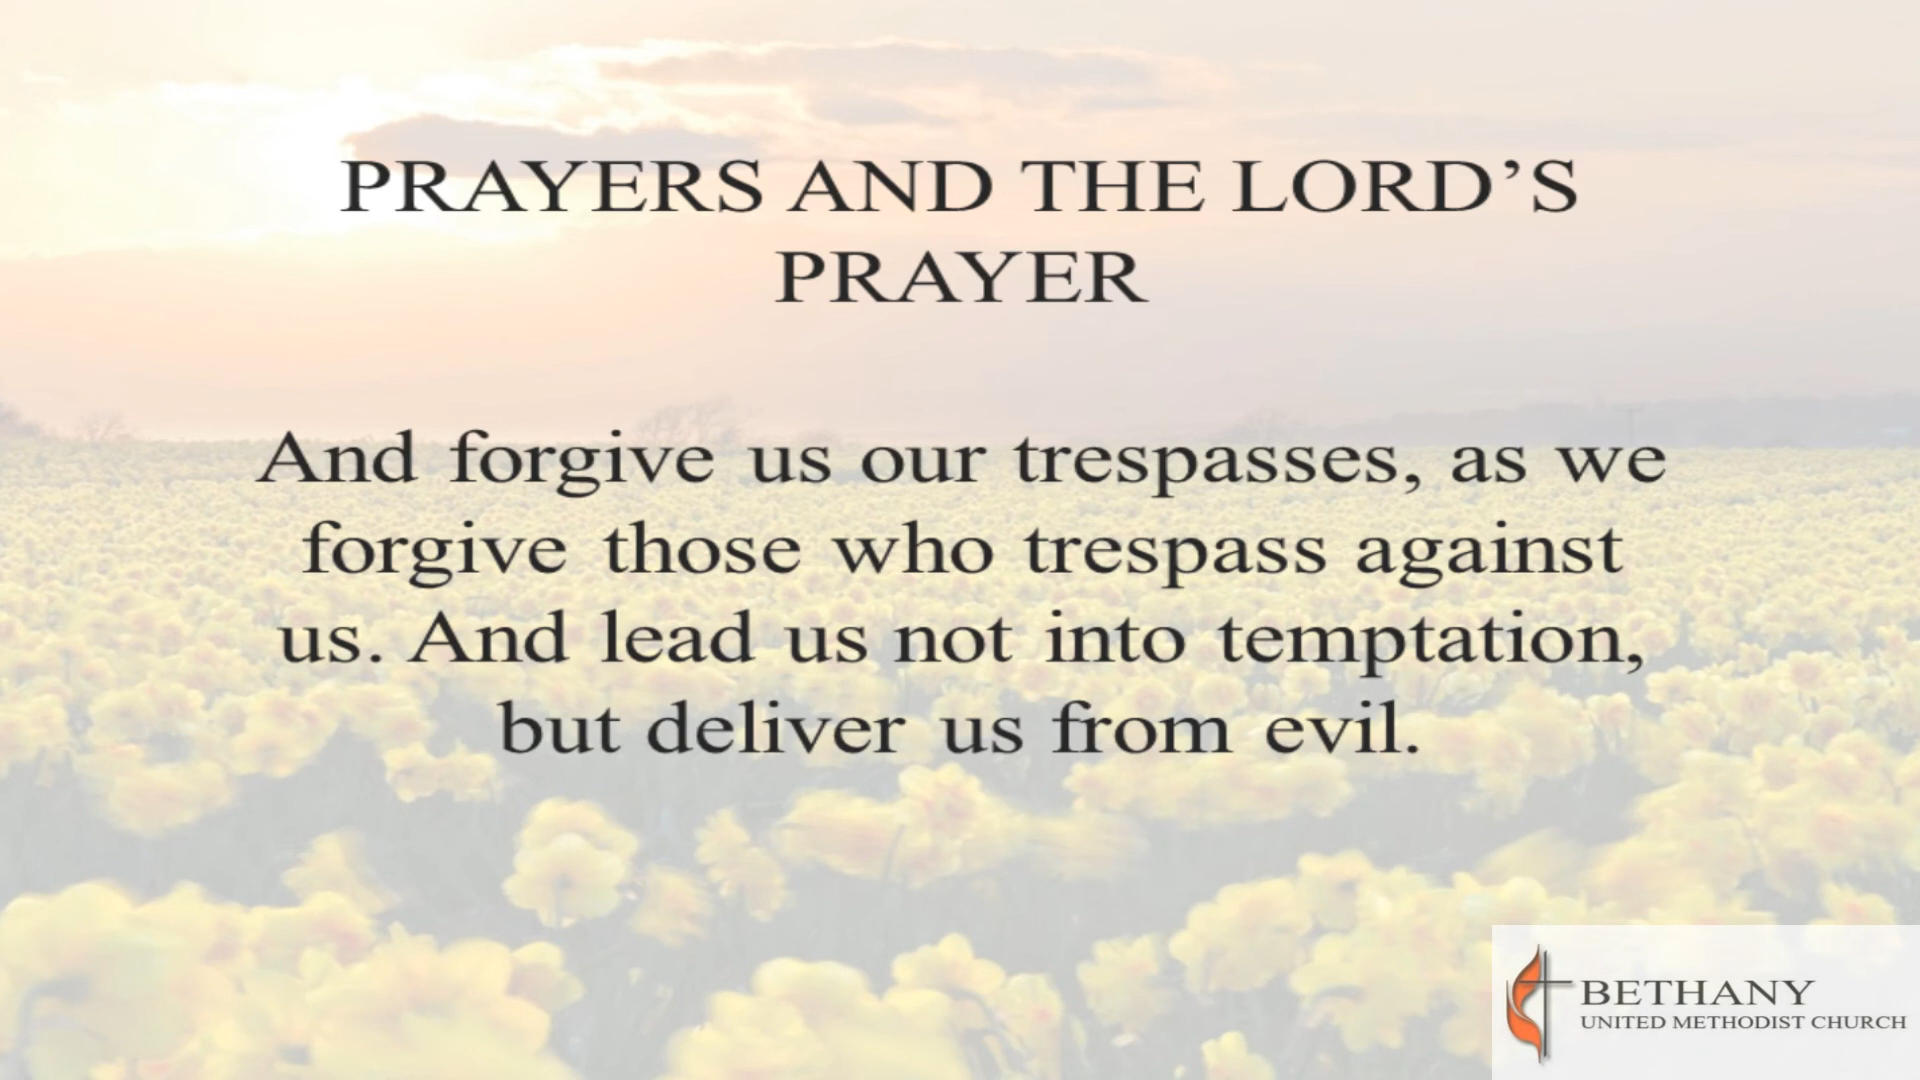 PRAYERS AND THE LORD’S
PRAYER
And forgive us our trespasses, as we
forgive those who trespass against
us. And lead us not into temptation,
but deliver us from evil.
BETHANY
UNITED METHODIST CHURCH